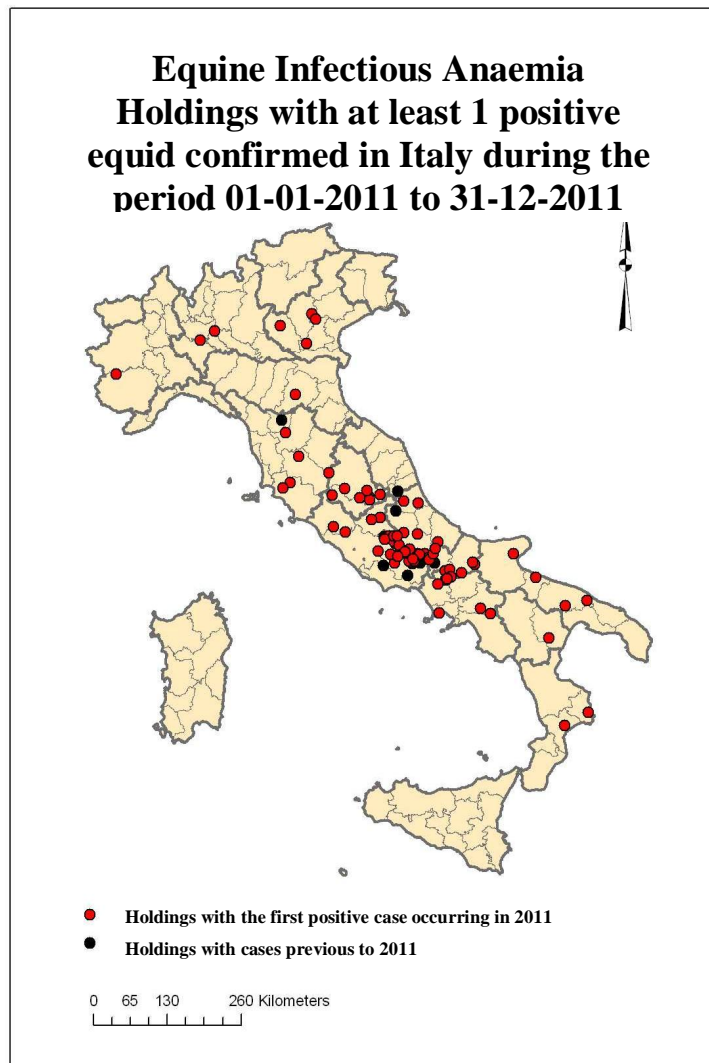 Equine Infectious Anaemia
Holdings with at least 1 positive
equid confirmed in Italy during the
period 01-01-2011 to 31-12-2011
Holdings with the first positive case occurring in 2011
Holdings with cases previous to 2011
0 65 130 260 Kilometers